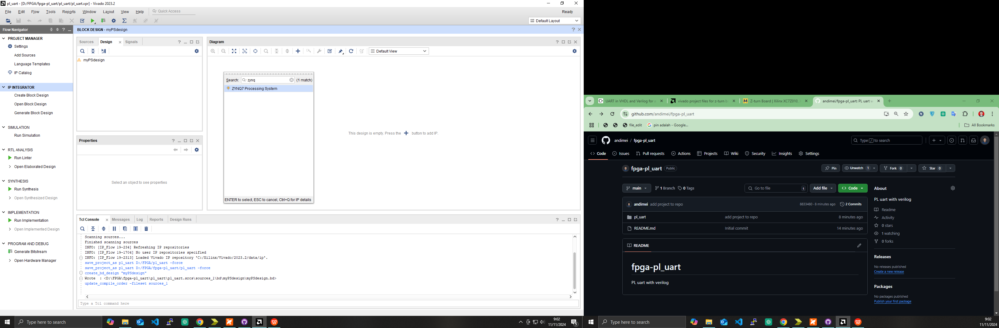 pl_uart - [D:/FPGA/fpga-pl_uart/pl_uart/pl_uart.xpr] - Vivado 2023.2
File Edit Flow Tools Reports Window Layout View Help Quick Access
Ready
Default Layout
Flow Navigator
PROJECT MANAGER
Settings
Add Sources
Language Templates
IP Catalog
IP INTEGRATOR
Create Block Design
Open Block Design
Generate Block Design
SIMULATION
Run Simulation
RTL ANALYSIS
Run Linter
Open Elaborated Design
SYNTHESIS
Run Synthesis
Open Synthesized Design
IMPLEMENTATION
Run Implementation
Open Implemented Design
PROGRAM AND DEBUG
Generate Bitstream
Open Hardware Manager
BLOCK DESIGN - myPSdesign
Sources Design Signals
myPSdesign
Properties
Select an object to see properties
Diagram
Default View
Search: zynq (1 match)
ZYNQ7 Processing System
ENTER to select, ESC to cancel, Ctrl+Q for IP details
This design is empty. Press the + button to add IP.
Tcl Console Messages Log Reports Design Runs
Scanning sources...
Finished scanning sources
INFO: [IP_Flow 19-234] Refreshing IP repositories
INFO: [IP_Flow 19-1704] No user IP repositories specified
INFO: [IP_Flow 19-2313] Loaded Vivado IP repository 'C:/Xilinx/Vivado/2023.2/data/ip'.
save_project_as pl_uart D:/FPGA/pl_uart -force
save_project_as pl_uart D:/FPGA/fpga-pl_uart/pl_uart -force
create_bd_design "myPSdesign"
Wrote : <D:\FPGA\fpga-pl_uart\pl_uart\pl_uart.srcs\sources_1\bd\myPSdesign\myPSdesign.bd>
update_compile_order -fileset sources_1
Type a Tcl command here
Type here to search
9:02
11/11/2024
5
UART in VHDL and Verilog for
vivado project files for z-turn b
Z-turn Board | Xilinx XC7Z010,
andimei/fpga-pl_uart: PL uart w
github.com/andimei/fpga-pl_uart
file_edit
pin adalah - Google...
All Bookmarks
andimei / fpga-pl_uart
Type / to search
Code Issues Pull requests Actions Projects Wiki Security Insights Settings
fpga-pl_uart Public
Pin Unwatch 1 Fork 0 Star 0
main 1 Branch 0 Tags
Go to file t
Add file
Code
andimei add project to repo 8833480 · 8 minutes ago 2 Commits
pl_uart add project to repo 8 minutes ago
README.md Initial commit 14 minutes ago
README
fpga-pl_uart
PL uart with verilog
About
PL uart with verilog
Readme
Activity
0 stars
1 watching
0 forks
Releases
No releases published
Create a new release
Packages
No packages published
Publish your first package
Type here to search
9:02
11/11/2024